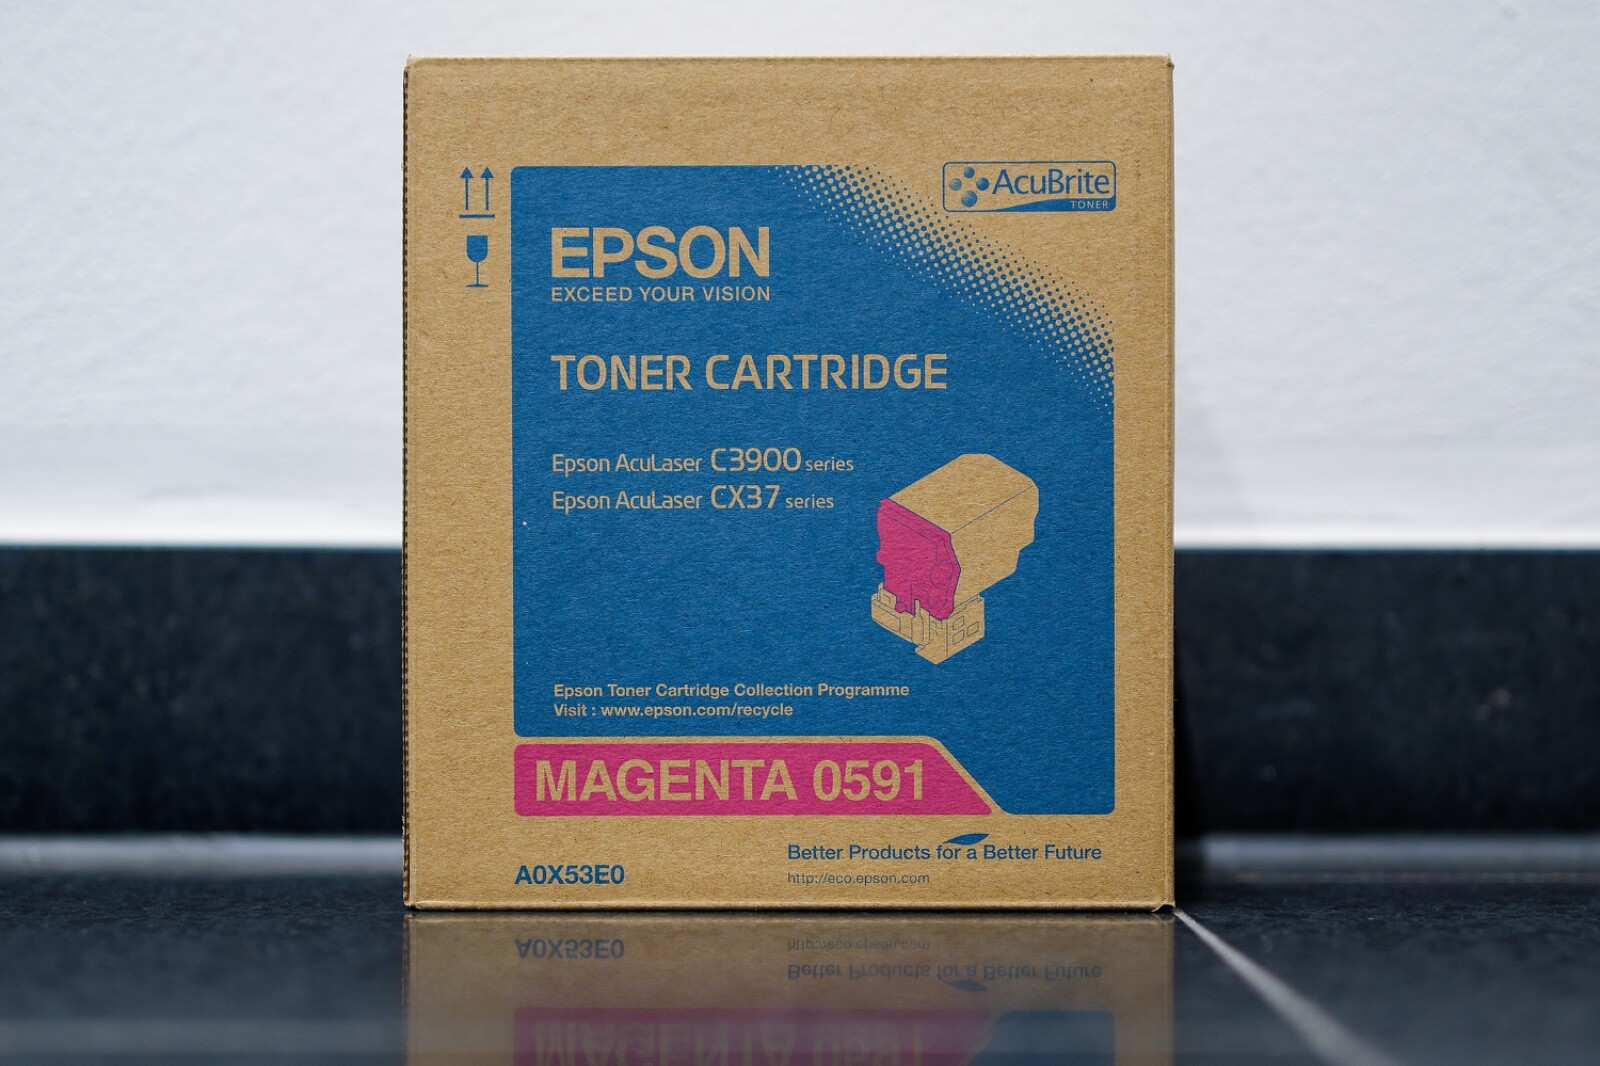 AcuBrite
TONER
EPSON
EXCEED YOUR VISION
TONER CARTRIDGE
Epson AcuLaser C3900 series
Epson AcuLaser CX37 series
Epson Toner Cartridge Collection Programme
Visit : www.epson.com/recycle
MAGENTA 0591
Better Products for a Better Future
A0X53E0
http://eco.epson.com